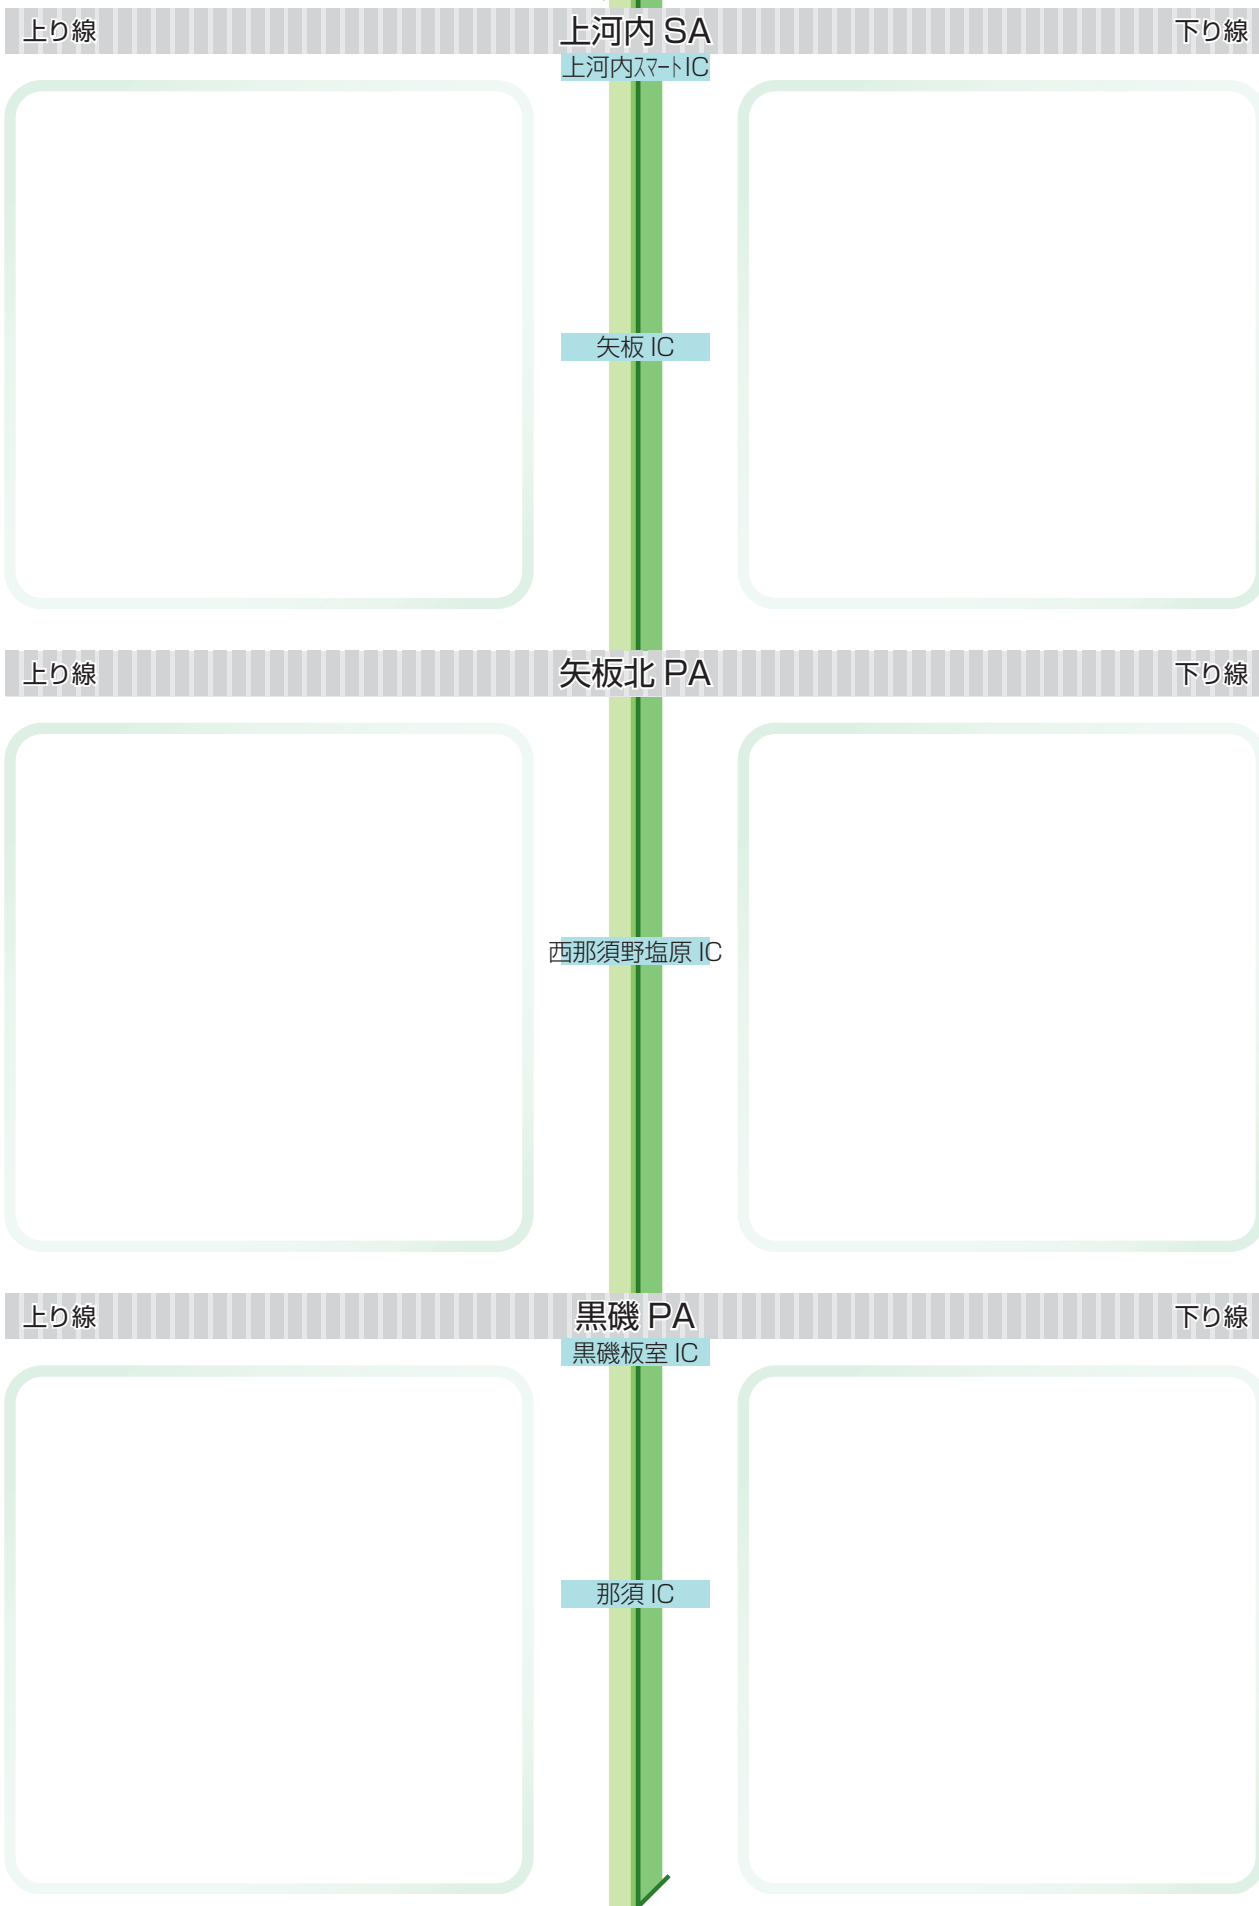 上り線
上河内 SA
下り線
上河内スマートIC
矢板 IC
上り線
矢板北 PA
下り線
西那須野塩原 IC
上り線
黒磯 PA
下り線
黒磯板室 IC
那須 IC